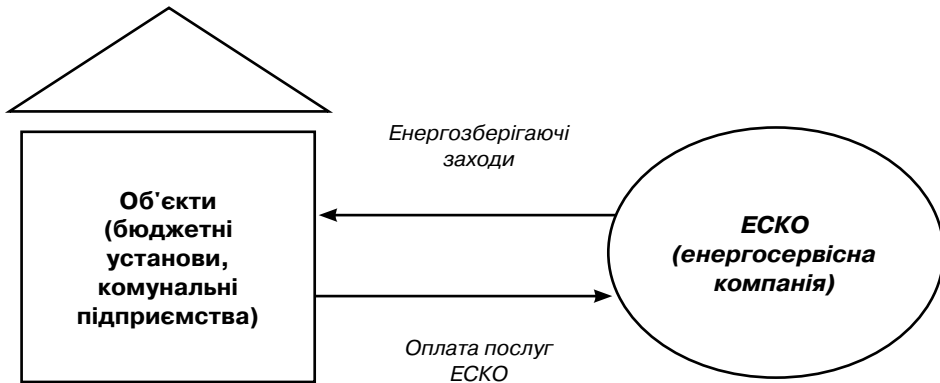 Об'єкти
(бюджетні
установи,
комунальні
підприємства)
Енергозберігаючі
заходи
Оплата послуг
ЕСКО
ЕСКО
(енергосервісна
компанія)